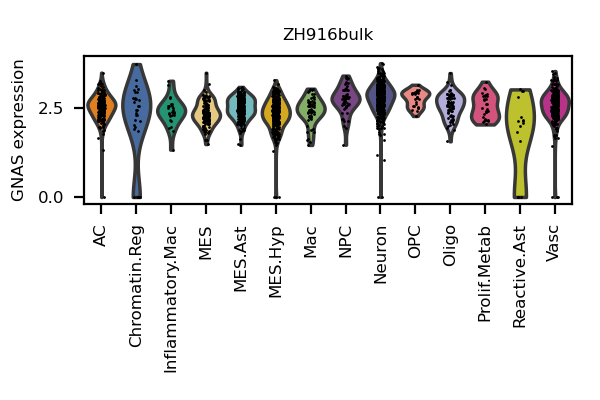 ZH916bulk
GNAS expression
2.5
0.0
AC
Chromatin.Reg
Inflammatory.Mac
MES
MES.Ast
MES.Hyp
Mac
NPC
Neuron
OPC
Oligo
Prolif.Metab
Reactive.Ast
Vasc